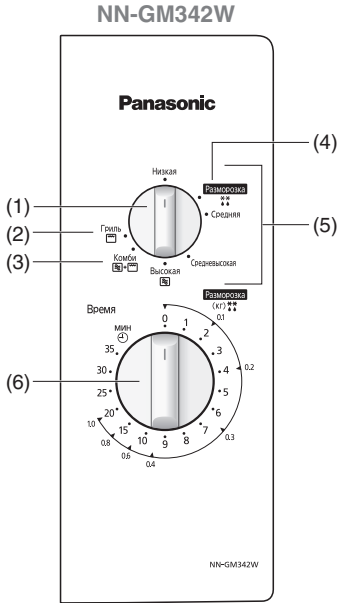 NN-GM342W
Panasonic
(4)
Низкая
Разморозка
(1)
Средняя
(5)
(2)
Гриль
(3)
Комби
Средневысокая
Высокая
Разморозка
(кг)
Время
мин
0
1
2
3
4
5
6
7
8
9
10
15
20
25
30
35
0.1
0.2
0.3
0.4
0.6
0.8
1.0
(6)
NN-GM342W